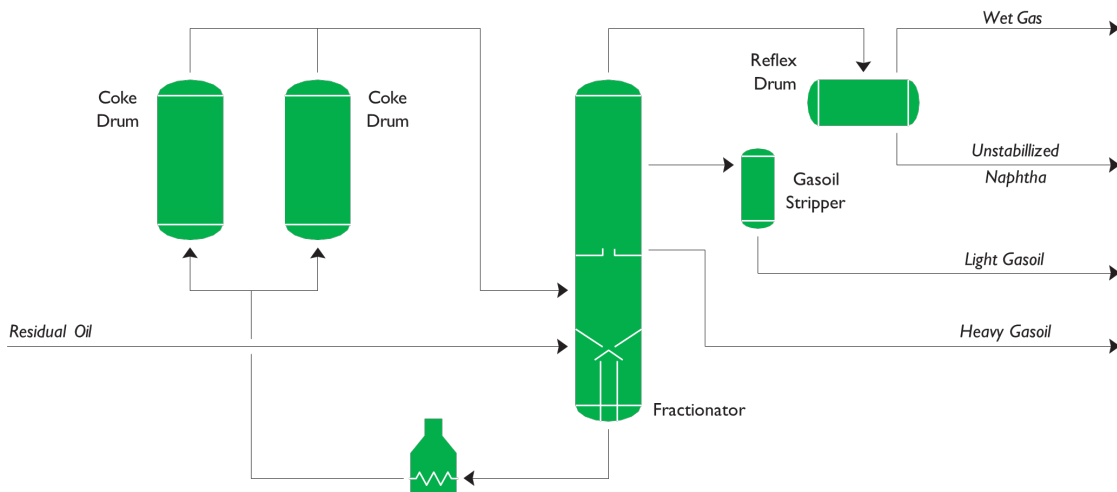 Wet Gas
Reflex
Drum
Coke
Drum
Coke
Drum
Unstabillized
Naphtha
Gasoil
Stripper
Light Gasoil
Residual Oil
Heavy Gasoil
Fractionator